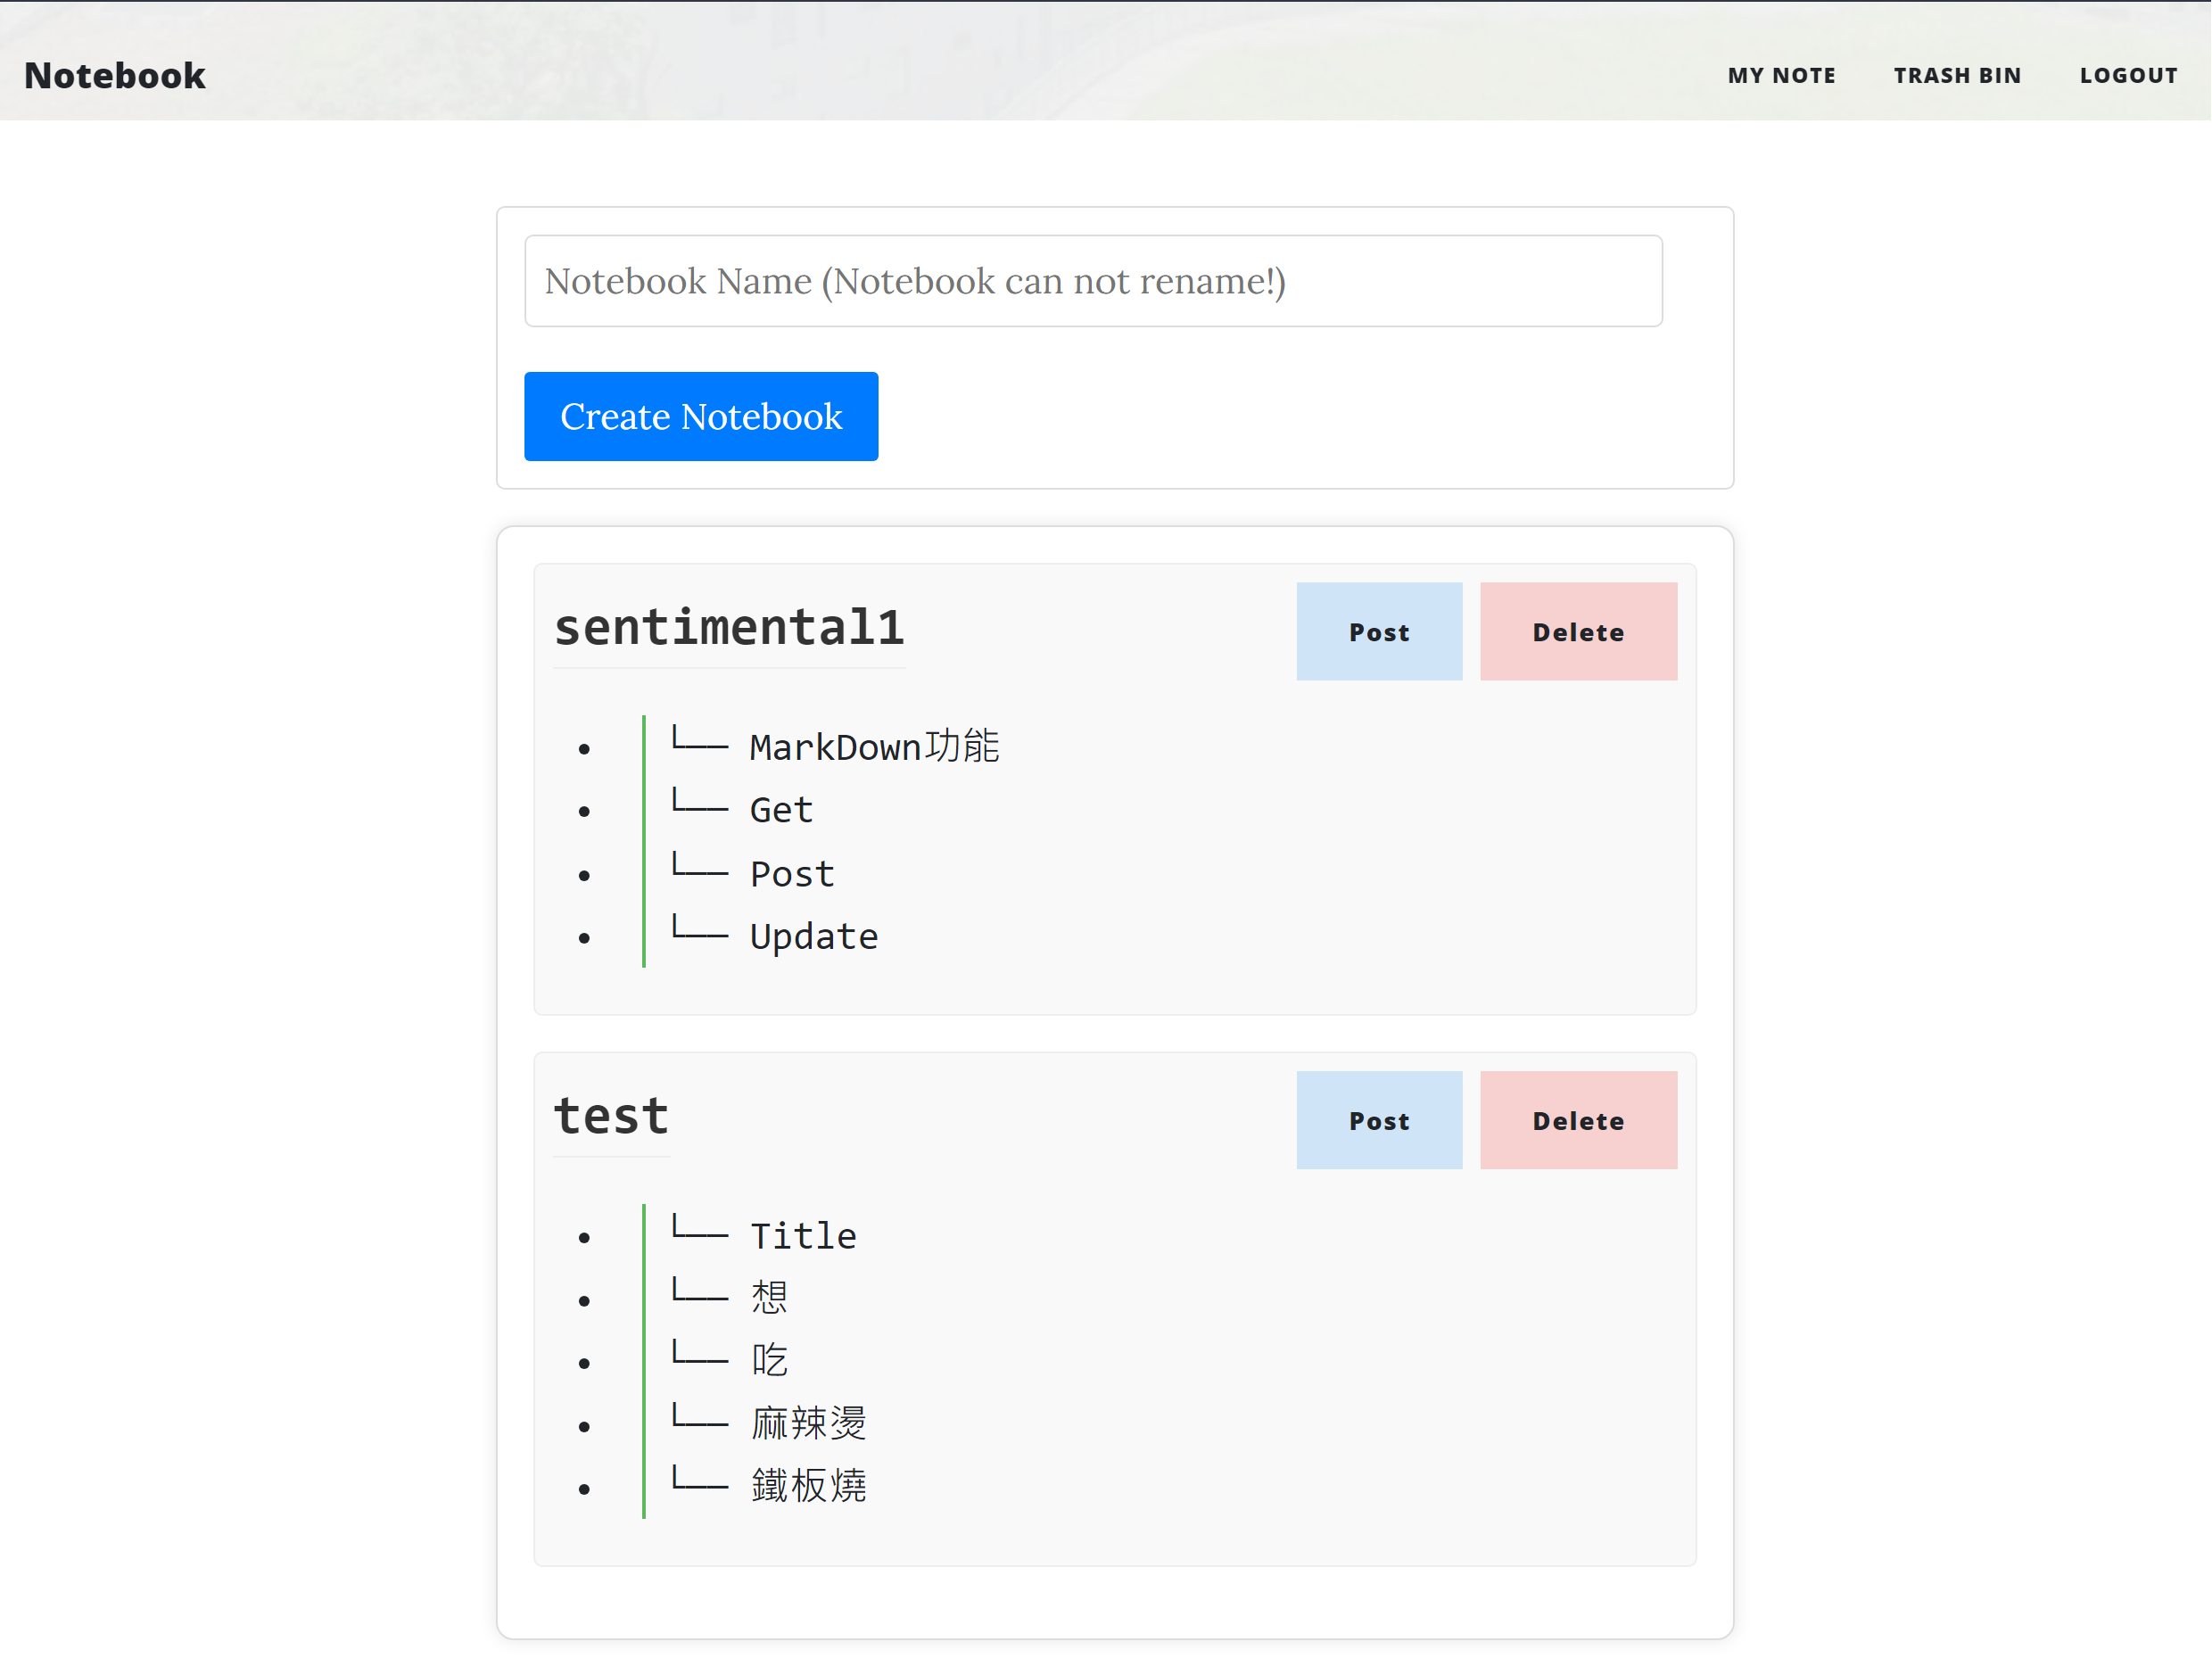 Notebook
MY NOTE TRASH BIN LOGOUT
Notebook Name (Notebook can not rename!)
Create Notebook
sentimental1 Post Delete
• └── MarkDown功能
• └── Get
• └── Post
• └── Update
test Post Delete
• └── Title
• └── 想
• └── 吃
• └── 麻辣燙
• └── 鐵板燒